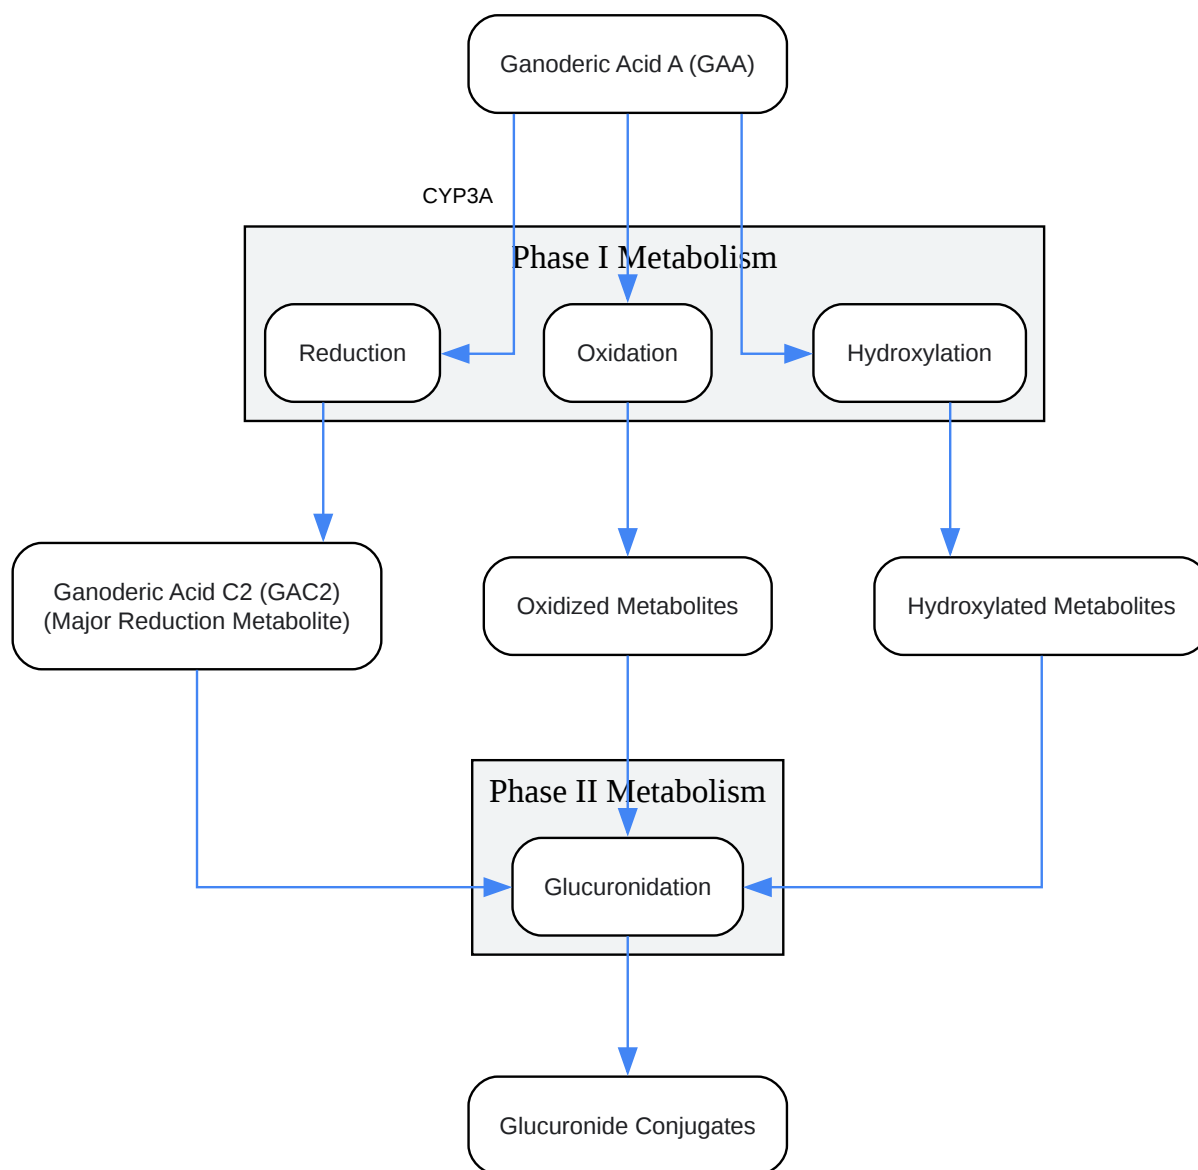 Ganoderic Acid A (GAA)
CYP3A
Phase I Metabolism
Reduction
Oxidation
Hydroxylation
Ganoderic Acid C2 (GAC2)
(Major Reduction Metabolite)
Oxidized Metabolites
Hydroxylated Metabolites
Phase II Metabolism
Glucuronidation
Glucuronide Conjugates